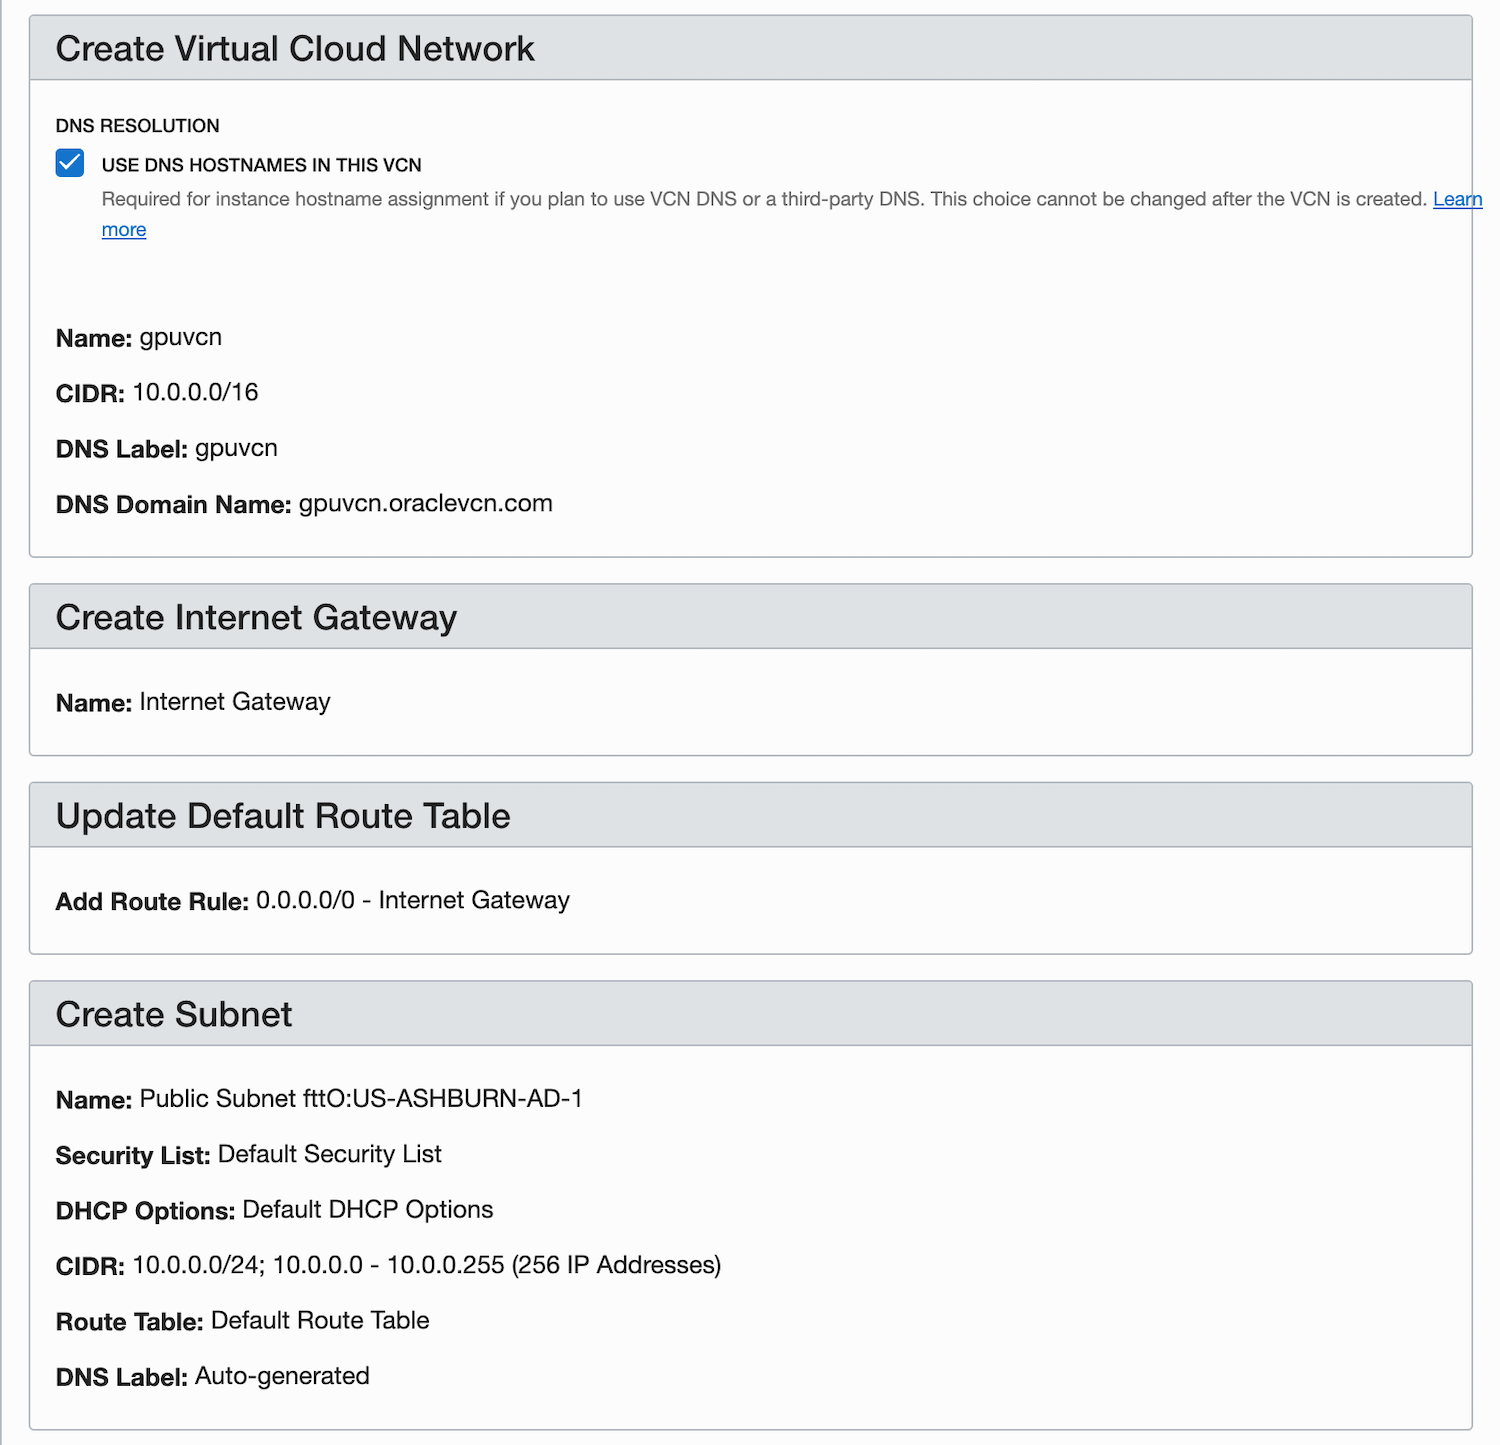 Create Virtual Cloud Network
DNS RESOLUTION
USE DNS HOSTNAMES IN THIS VCN
Required for instance hostname assignment if you plan to use VCN DNS or a third-party DNS. This choice cannot be changed after the VCN is created. Learn
more
Name: gpuvcn
CIDR: 10.0.0.0/16
DNS Label: gpuvcn
DNS Domain Name: gpuvcn.oraclevcn.com
Create Internet Gateway
Name: Internet Gateway
Update Default Route Table
Add Route Rule: 0.0.0.0/0 - Internet Gateway
Create Subnet
Name: Public Subnet fttO:US-ASHBURN-AD-1
Security List: Default Security List
DHCP Options: Default DHCP Options
CIDR: 10.0.0.0/24; 10.0.0.0 - 10.0.0.255 (256 IP Addresses)
Route Table: Default Route Table
DNS Label: Auto-generated